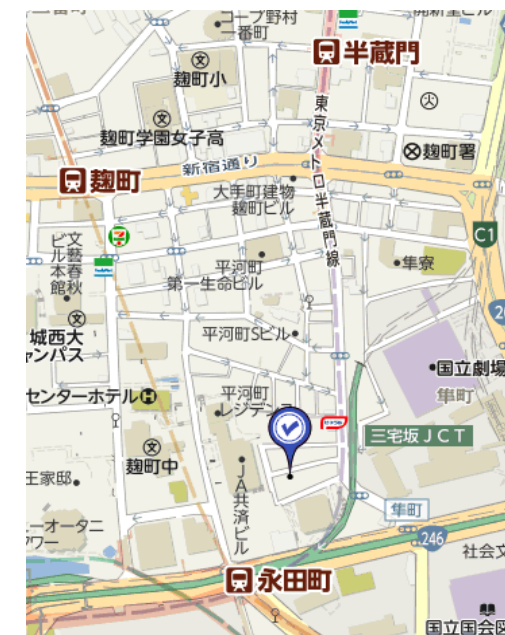 コープ野村
一番町
半蔵門
麹町小
麹町学園女子高
東京メトロ半蔵門線
新宿通り
麹町署
麹町
大手町建物
麹町ビル
C1
文藝春秋
ビル本館
平河町
第一生命ビル
隼寮
城西大
ャンパス
平河町Sビル
国立劇場
隼町
センターホテル
H
平河町
レジデンス
三宅坂JCT
麹町中
JA共済ビル
王家邸
隼町
ーオータニ
ワー
246
社会文
永田町
国立国会図